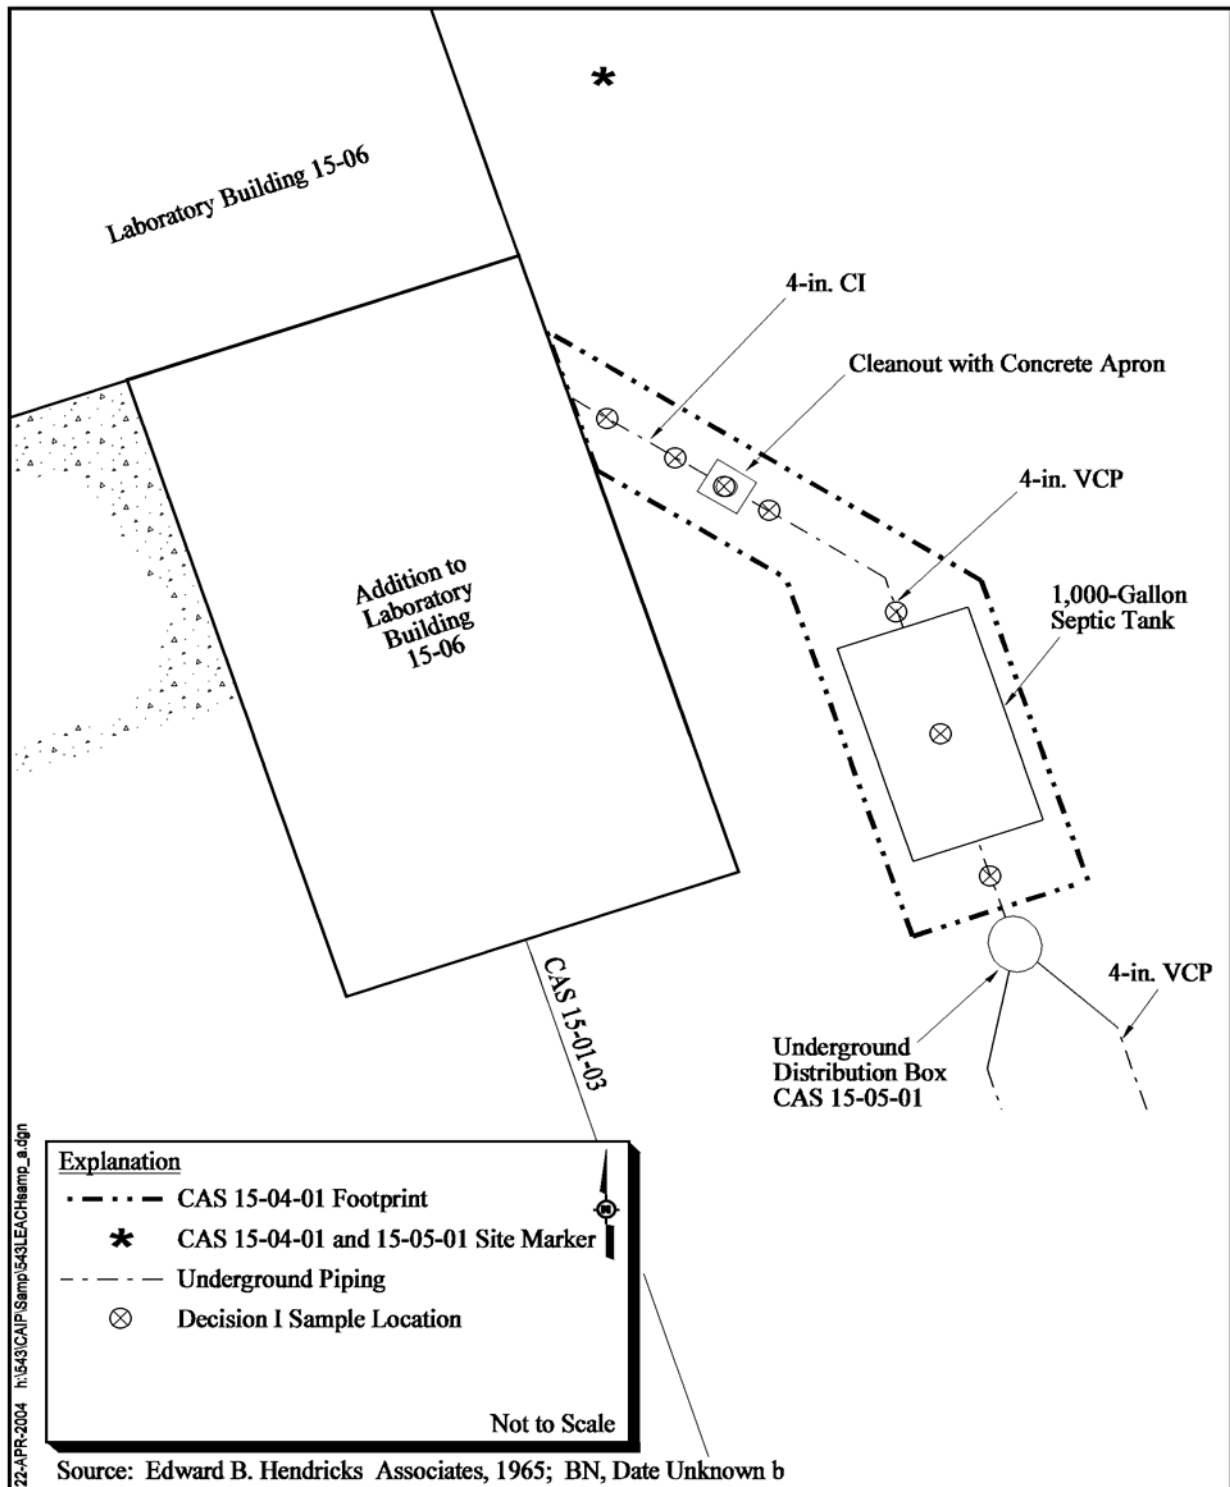 Laboratory Building 15-06
4-in. CI
Cleanout with Concrete Apron
4-in. VCP
1,000-Gallon
Septic Tank
Addition to
Laboratory
Building
15-06
CAS 15-01-03
4-in. VCP
Underground
Distribution Box
CAS 15-05-01
Explanation
CAS 15-04-01 Footprint
CAS 15-04-01 and 15-05-01 Site Marker
N
Underground Piping
Decision I Sample Location
Not to Scale
22-APR-2004 h:\543\CAIP\Samp\543LEACHsamp_a.dgn
Source: Edward B. Hendricks Associates, 1965; BN, Date Unknown b